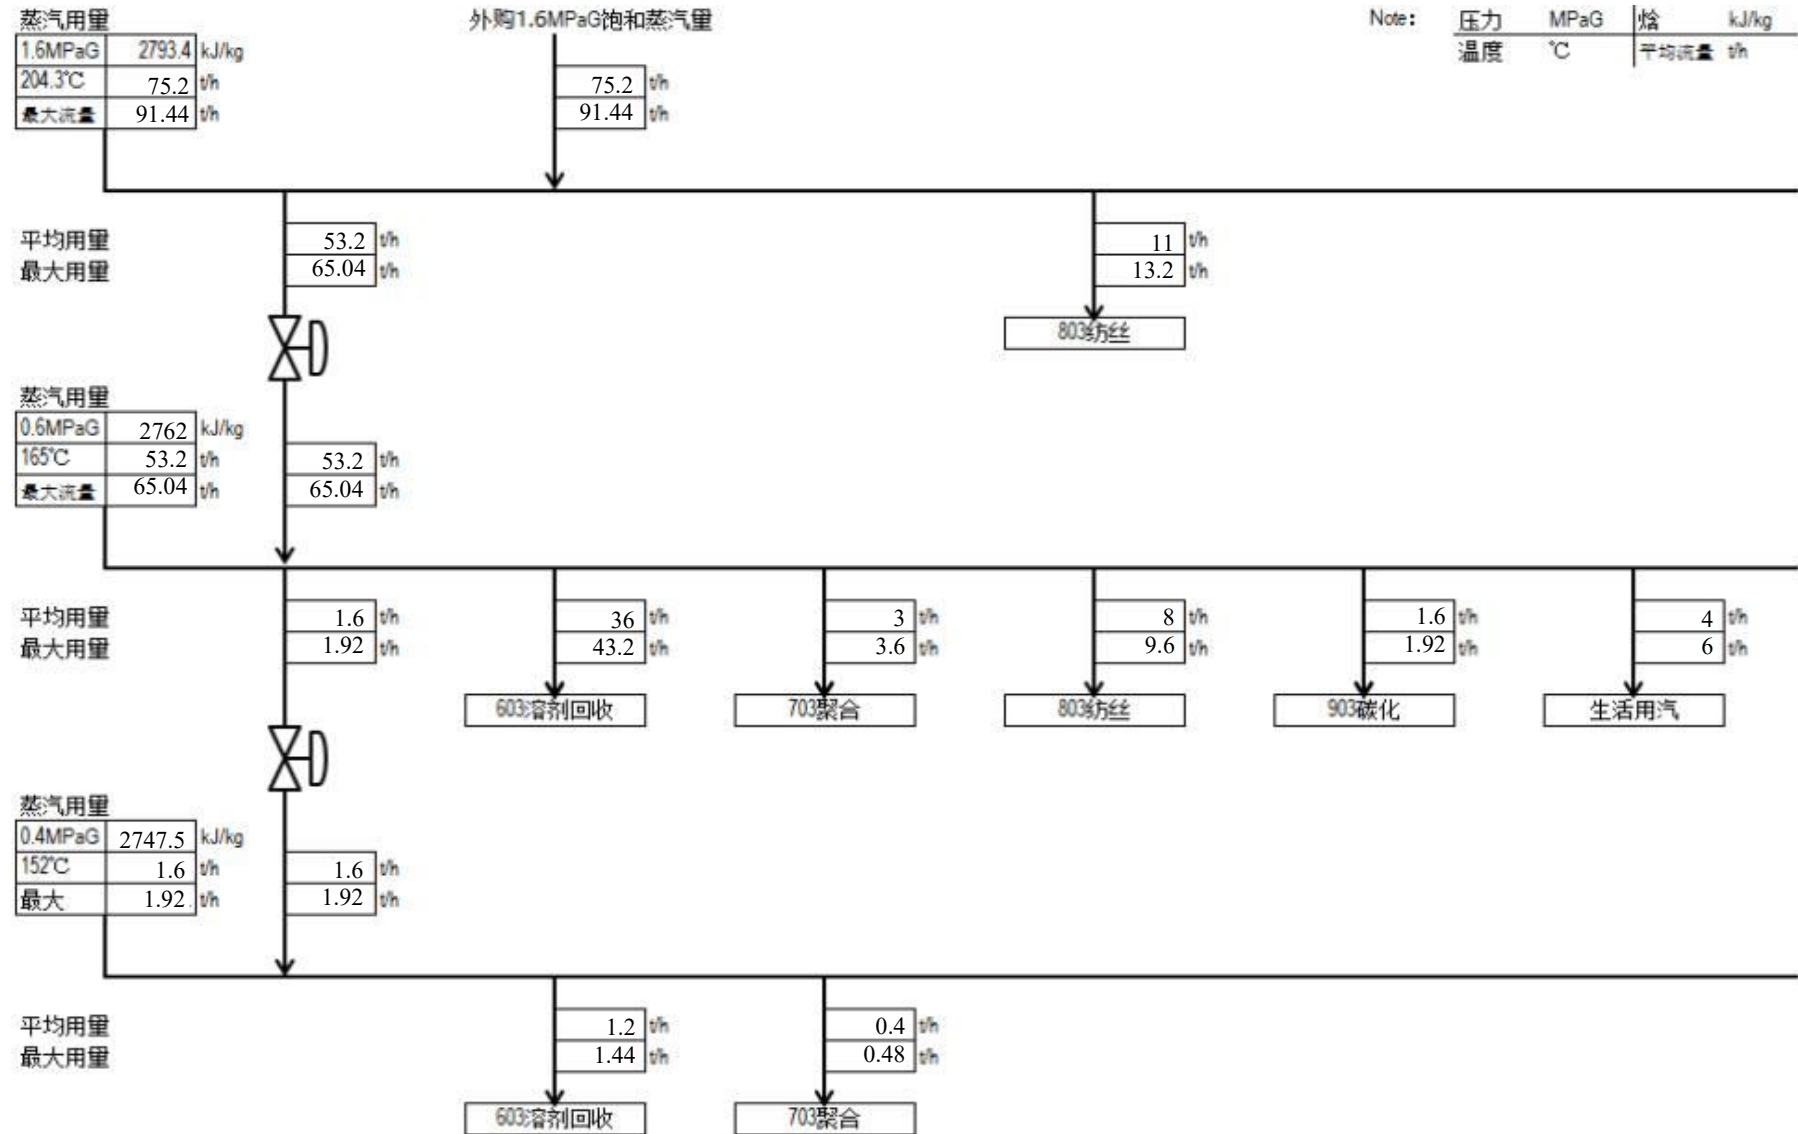 蒸汽用量
外购1.6MPaG饱和蒸汽量
Note: 压力 MPaG 焓 kJ/kg
温度 ℃ 平均流量 t/h
1.6MPaG 2793.4 kJ/kg
204.3℃ 75.2 t/h
最大流量 91.44 t/h
75.2 t/h
91.44 t/h
平均用量 53.2 t/h 11 t/h
最大用量 65.04 t/h 13.2 t/h
803纺丝
蒸汽用量
0.6MPaG 2762 kJ/kg
165℃ 53.2 t/h 53.2 t/h
最大流量 65.04 t/h 65.04 t/h
平均用量 1.6 t/h 36 t/h 3 t/h 8 t/h 1.6 t/h 4 t/h
最大用量 1.92 t/h 43.2 t/h 3.6 t/h 9.6 t/h 1.92 t/h 6 t/h
603溶剂回收 703聚合 803纺丝 903碳化 生活用汽
蒸汽用量
0.4MPaG 2747.5 kJ/kg
152℃ 1.6 t/h 1.6 t/h
最大 1.92 t/h 1.92 t/h
平均用量 1.2 t/h 0.4 t/h
最大用量 1.44 t/h 0.48 t/h
603溶剂回收 703聚合